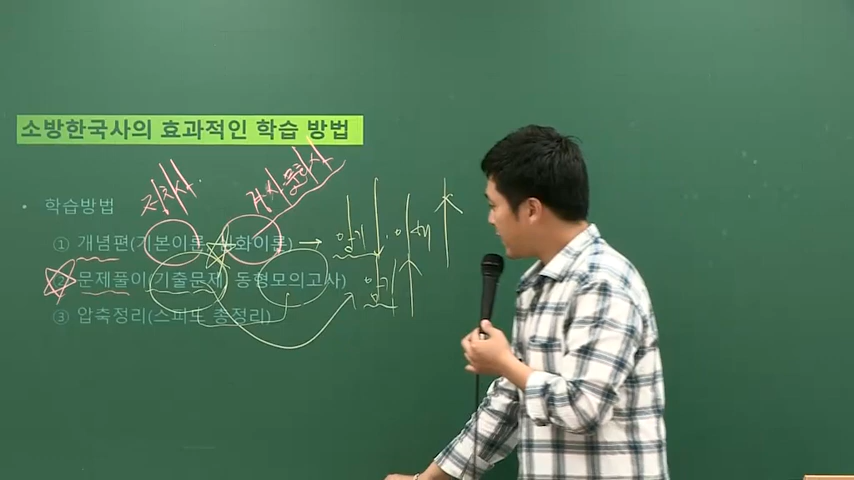 소방한국사의 효과적인 학습 방법
정치사
경,사,문화사
학습방법
① 개념편(기본이론, 심화이론) → 암기, 이해
② 문제풀이(기출문제, 동형모의고사) 암기
③ 압축정리(스피드 총정리)